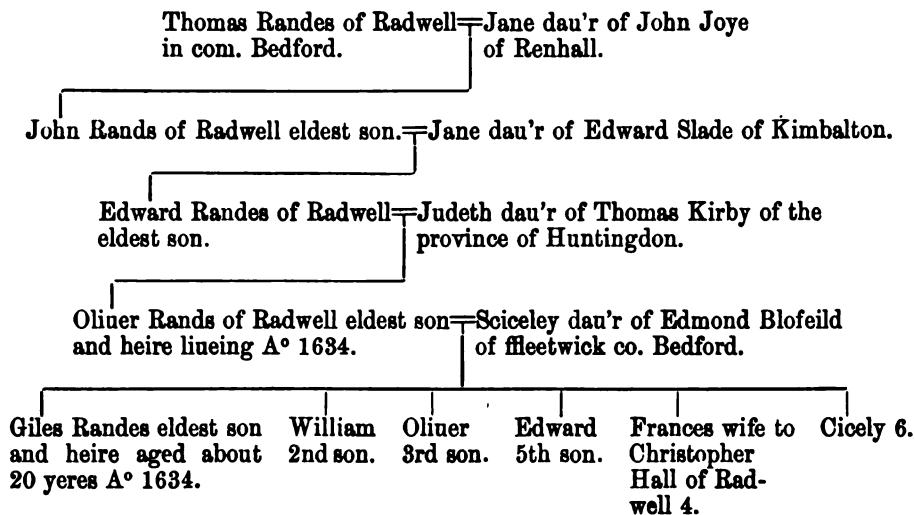 Thomas Randes of Radwell=Jane dau'r of John Joye
in com. Bedford. of Renhall.
John Rands of Radwell eldest son.=Jane dau'r of Edward Slade of Kimbalton.
Edward Randes of Radwell=Judeth dau'r of Thomas Kirby of the
eldest son. province of Huntingdon.
Oliuer Rands of Radwell eldest son=Sciceley dau'r of Edmond Blofeild
and heire liueing Aº 1634. of ffleetwick co. Bedford.
Giles Randes eldest son
and heire aged about
20 yeres Aº 1634.
William
2nd son.
Oliuer
3rd son.
Edward
5th son.
Frances wife to
Christopher
Hall of Rad-
well 4.
Cicely 6.